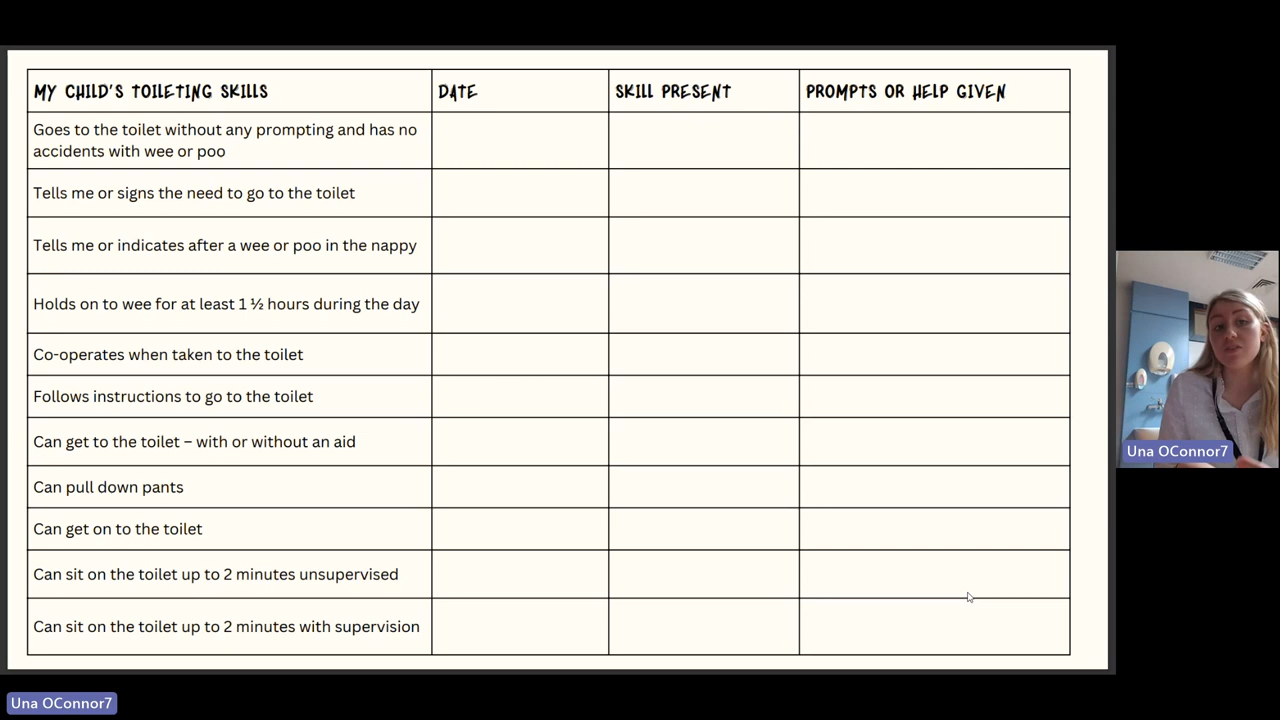 MY CHILD'S TOILETING SKILLS DATE SKILL PRESENT PROMPTS OR HELP GIVEN
Goes to the toilet without any prompting and has no
accidents with wee or poo
Tells me or signs the need to go to the toilet
Tells me or indicates after a wee or poo in the nappy
Holds on to wee for at least 1 ½ hours during the day
Co-operates when taken to the toilet
Follows instructions to go to the toilet
Can get to the toilet – with or without an aid
Can pull down pants
Can get on to the toilet
Can sit on the toilet up to 2 minutes unsupervised
Can sit on the toilet up to 2 minutes with supervision
Una OConnor7
Una OConnor7